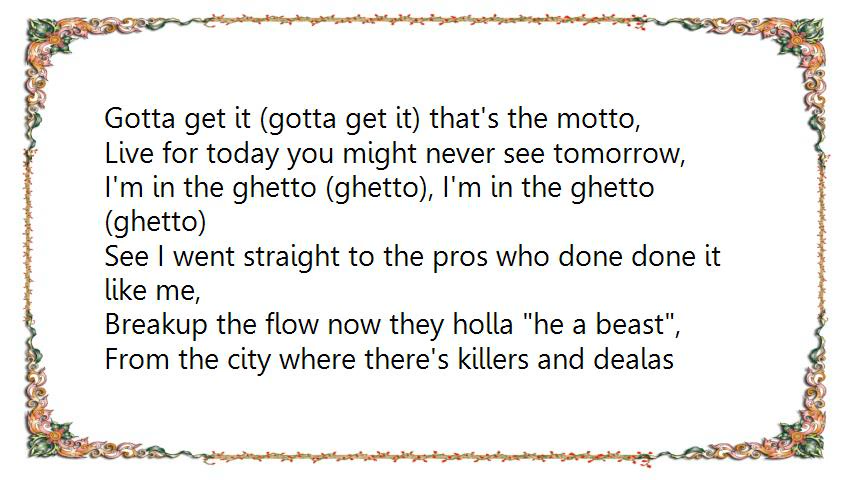 Gotta get it (gotta get it) that's the motto,
Live for today you might never see tomorrow,
I'm in the ghetto (ghetto), I'm in the ghetto
(ghetto)
See I went straight to the pros who done done it
like me,
Breakup the flow now they holla "he a beast",
From the city where there's killers and dealas